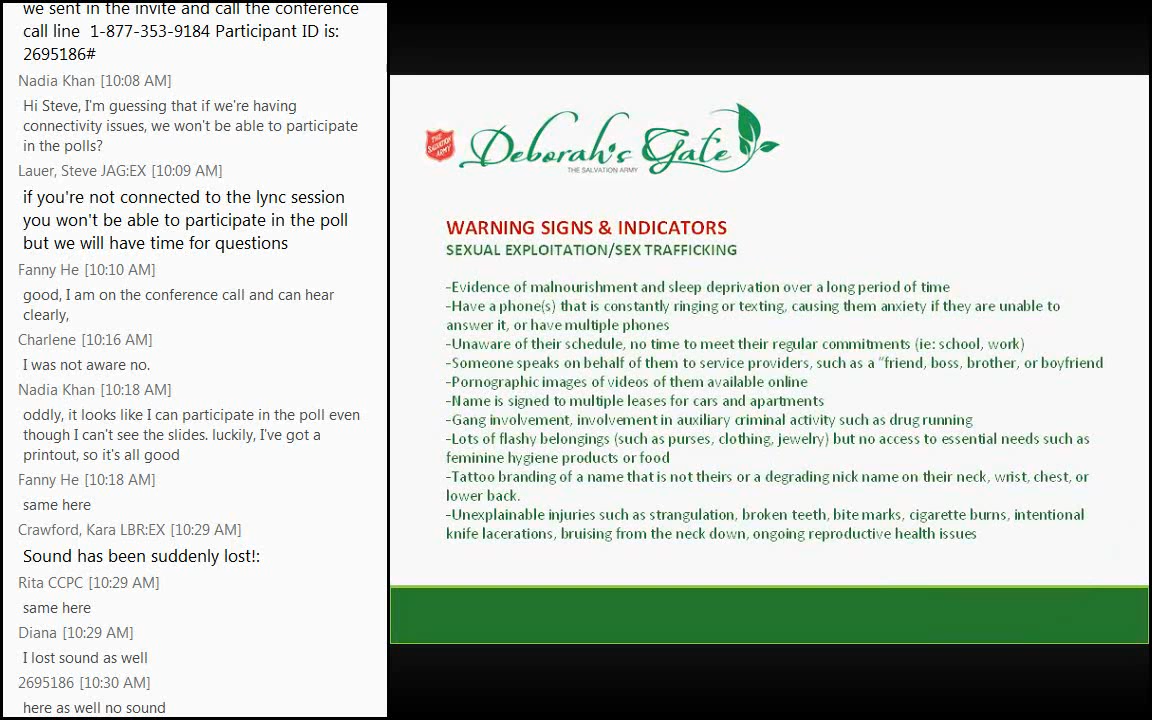 we sent in the invite and call the conference
call line  1-877-353-9184 Participant ID is:
2695186#
Nadia Khan [10:08 AM]
Hi Steve, I'm guessing that if we're having
connectivity issues, we won't be able to participate
in the polls?
Lauer, Steve JAG:EX [10:09 AM]
if you're not connected to the lync session
you won't be able to participate in the poll
but we will have time for questions
Fanny He [10:10 AM]
good, I am on the conference call and can hear
clearly,
Charlene [10:16 AM]
I was not aware no.
Nadia Khan [10:18 AM]
oddly, it looks like I can participate in the poll even
though I can't see the slides. luckily, I've got a
printout, so it's all good
Fanny He [10:18 AM]
same here
Crawford, Kara LBR:EX [10:29 AM]
Sound has been suddenly lost!:
Rita CCPC [10:29 AM]
same here
Diana [10:29 AM]
I lost sound as well
2695186 [10:30 AM]
here as well no sound
THE SALVATION ARMY
Deborah's Gate
THE SALVATION ARMY
WARNING SIGNS & INDICATORS
SEXUAL EXPLOITATION/SEX TRAFFICKING
-Evidence of malnourishment and sleep deprivation over a long period of time
-Have a phone(s) that is constantly ringing or texting, causing them anxiety if they are unable to
answer it, or have multiple phones
-Unaware of their schedule, no time to meet their regular commitments (ie: school, work)
-Someone speaks on behalf of them to service providers, such as a "friend, boss, brother, or boyfriend
-Pornographic images of videos of them available online
-Name is signed to multiple leases for cars and apartments
-Gang involvement, involvement in auxiliary criminal activity such as drug running
-Lots of flashy belongings (such as purses, clothing, jewelry) but no access to essential needs such as
feminine hygiene products or food
-Tattoo branding of a name that is not theirs or a degrading nick name on their neck, wrist, chest, or
lower back.
-Unexplainable injuries such as strangulation, broken teeth, bite marks, cigarette burns, intentional
knife lacerations, bruising from the neck down, ongoing reproductive health issues